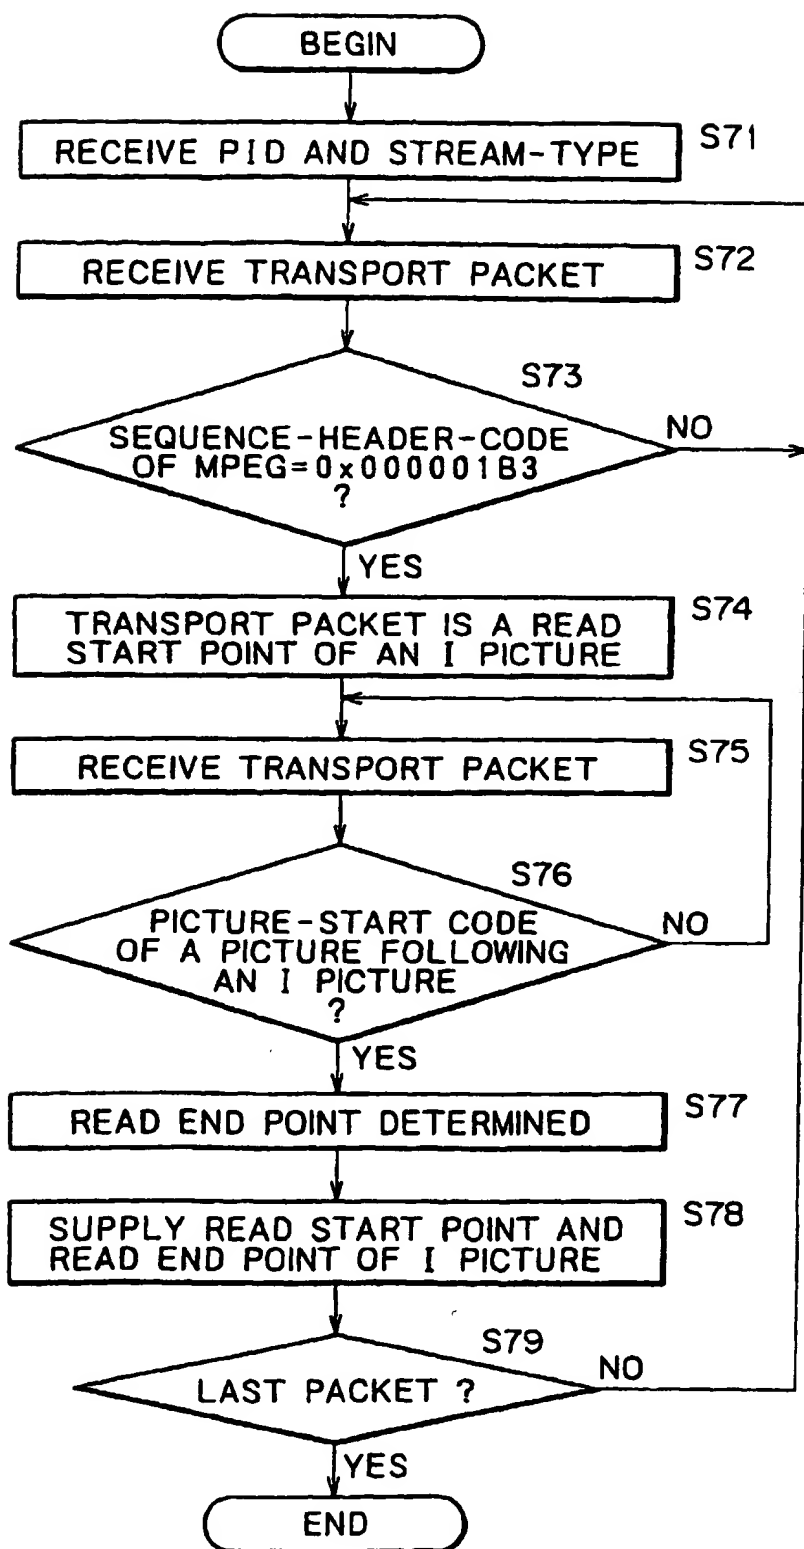 BEGIN
RECEIVE PID AND STREAM-TYPE
S71
RECEIVE TRANSPORT PACKET
S72
S73
SEQUENCE-HEADER-CODE
OF MPEG=0x000001B3
?
NO
YES
TRANSPORT PACKET IS A READ
START POINT OF AN I PICTURE
S74
RECEIVE TRANSPORT PACKET
S75
S76
PICTURE-START CODE
OF A PICTURE FOLLOWING
AN I PICTURE
?
NO
YES
READ END POINT DETERMINED
S77
SUPPLY READ START POINT AND
READ END POINT OF I PICTURE
S78
S79
LAST PACKET ?
NO
YES
END